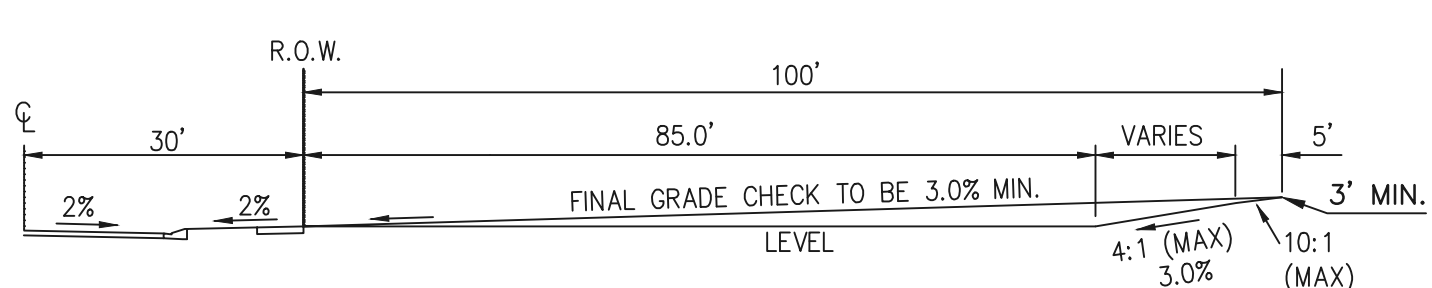 R.O.W.
100'
℄
30'
85.0'
VARIES
5'
2%
2%
FINAL GRADE CHECK TO BE 3.0% MIN.
3' MIN.
LEVEL
4:1 (MAX)
3.0%
10:1
(MAX)